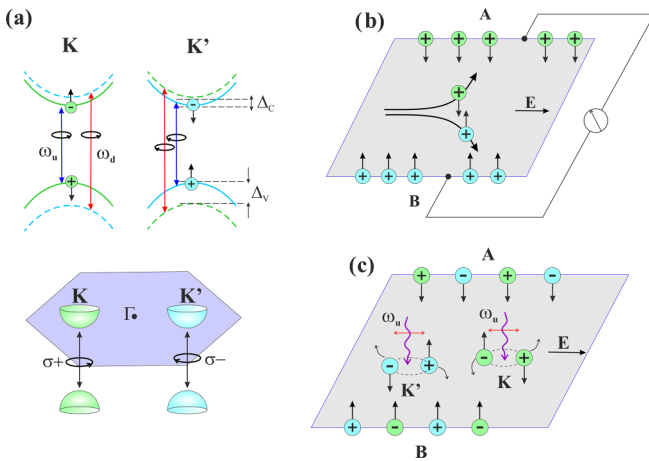 (a)
K
K'
−
−
Δ_C
ω_u
ω_d
+
+
Δ_V
K
Γ
K'
σ+
σ−
(b)
A
+ + + + +
+
E
+
+ + + + +
B
(c)
A
+ − + −
ω_u
ω_u
E
− +
− +
K'
K
+ − + −
B